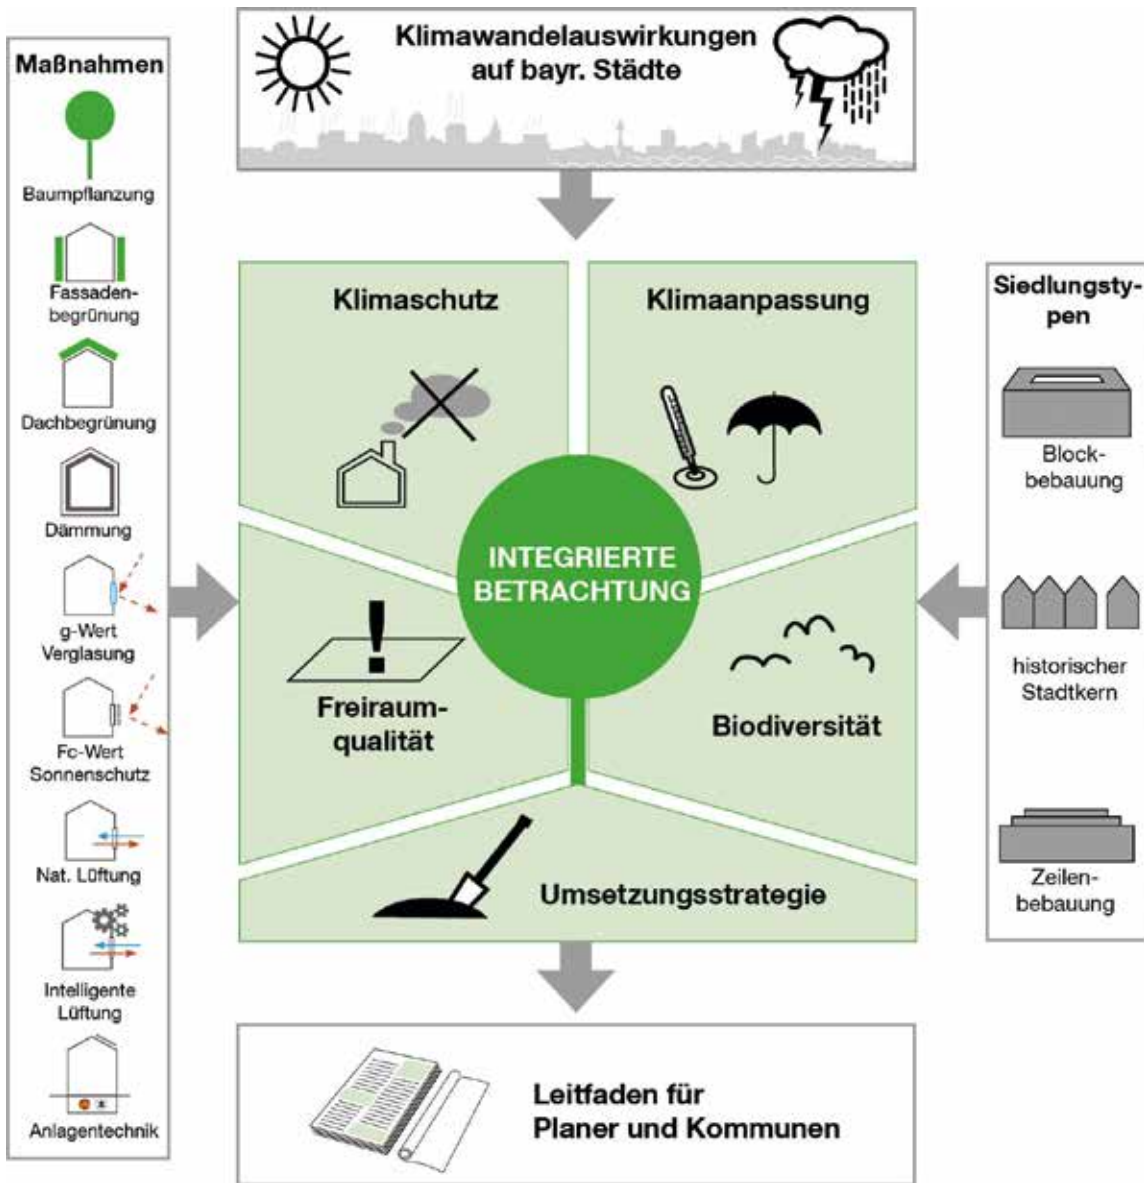 Klimawandelauswirkungen
auf bayr. Städte
Maßnahmen
Baumpflanzung
Fassaden-
begrünung
Dachbegrünung
Dämmung
g-Wert
Verglasung
Fc-Wert
Sonnenschutz
Nat. Lüftung
Intelligente
Lüftung
Anlagentechnik
Klimaschutz
Klimaanpassung
INTEGRIERTE
BETRACHTUNG
Freiraum-
qualität
Biodiversität
Umsetzungsstrategie
Siedlungsty-
pen
Block-
bebauung
historischer
Stadtkern
Zeilen-
bebauung
Leitfaden für
Planer und Kommunen